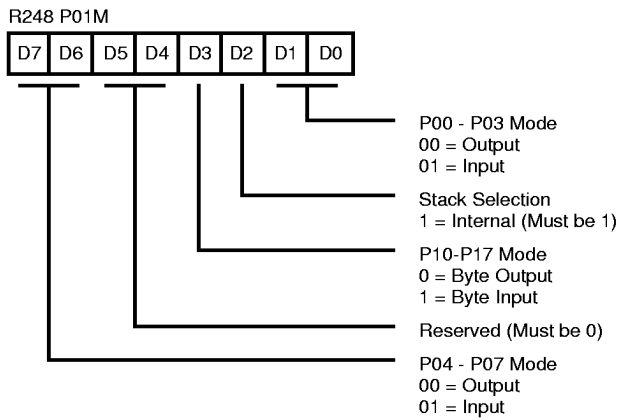 R248 P01M
D7 D6 D5 D4 D3 D2 D1 D0
P00 - P03 Mode
00 = Output
01 = Input
Stack Selection
1 = Internal (Must be 1)
P10-P17 Mode
0 = Byte Output
1 = Byte Input
Reserved (Must be 0)
P04 - P07 Mode
00 = Output
01 = Input